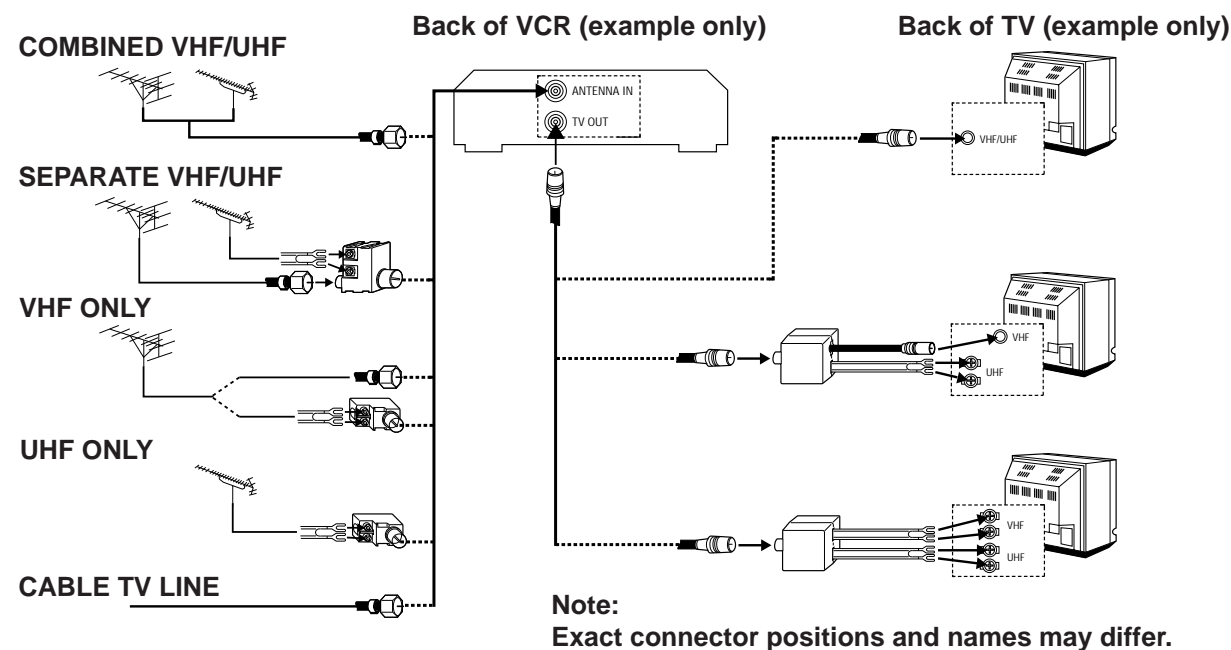 Back of VCR (example only)
Back of TV (example only)
COMBINED VHF/UHF
ANTENNA IN
TV OUT
VHF/UHF
SEPARATE VHF/UHF
VHF ONLY
VHF
UHF
UHF ONLY
VHF
UHF
CABLE TV LINE
Note:
Exact connector positions and names may differ.